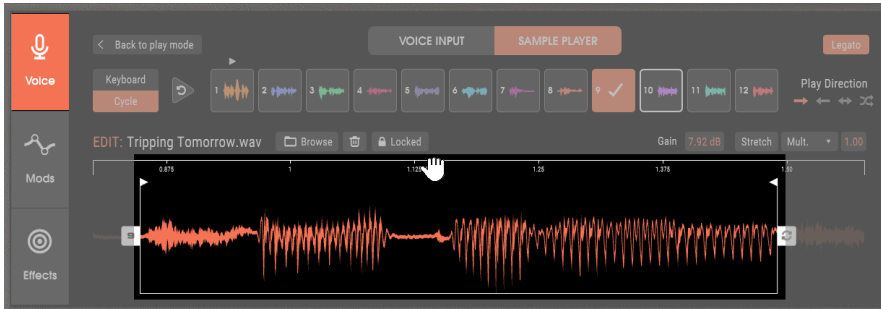 VOICE INPUT SAMPLE PLAYER
< Back to play mode
Legato
Voice
Keyboard
Cycle
1 2 3 4 5 6 7 8 9 10 11 12
Play Direction
EDIT: Tripping Tomorrow.wav Browse Locked Gain 7.92 dB Stretch Mult. 1.00
0.875 1 1.125 1.25 1.375 1.50
Mods
Effects